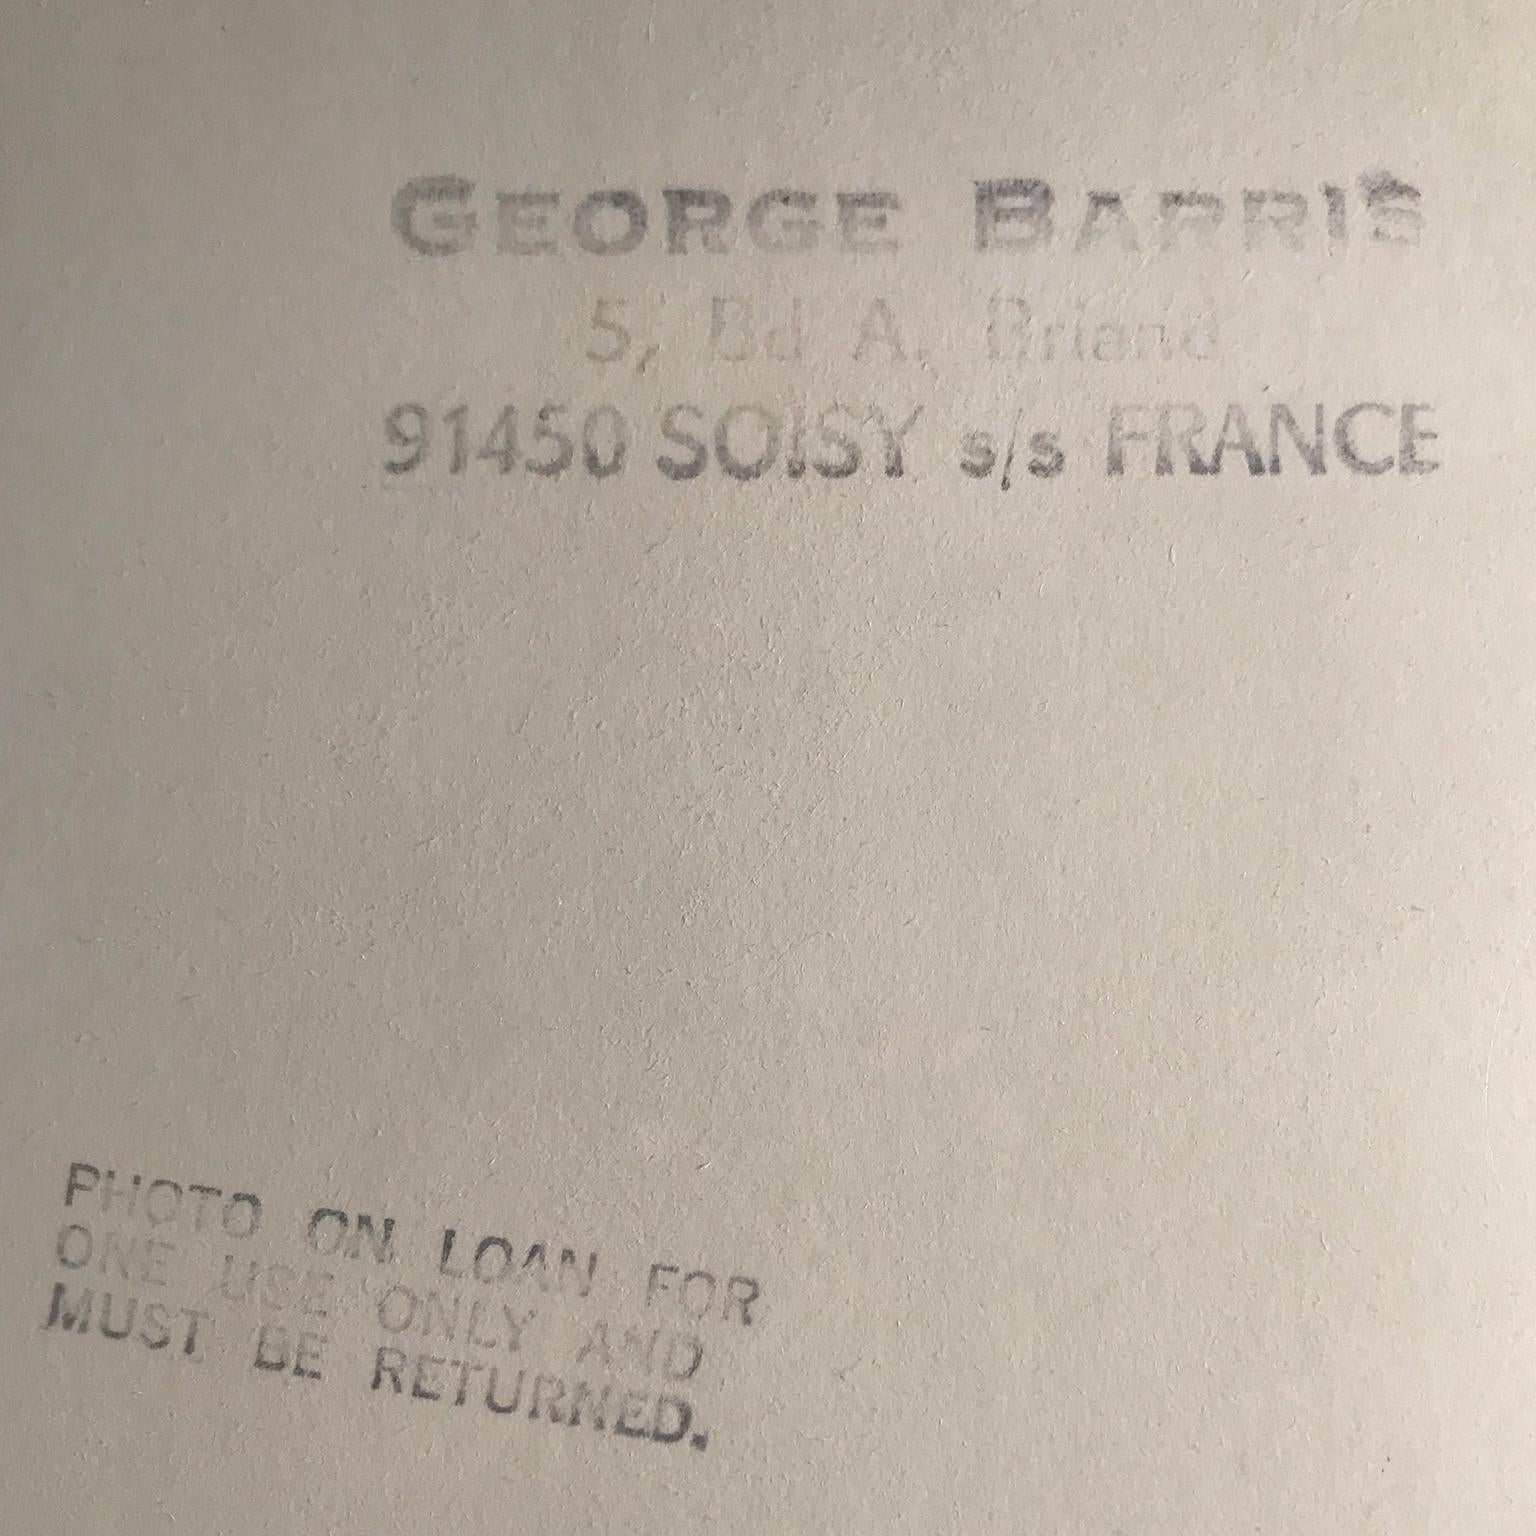 GEORGE BARRIS
5, Bd A. Briand
91450 SOISY s/s FRANCE
PHOTO ON LOAN FOR
ONE USE ONLY AND
MUST BE RETURNED.